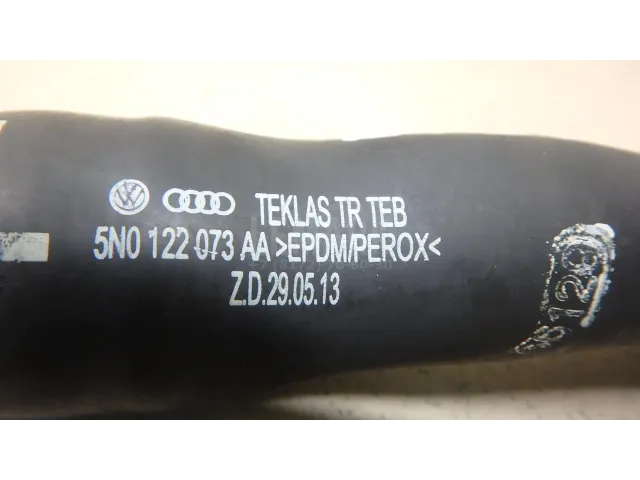 TEKLAS TR TEB
5N0 122 073 AA >EPDM/PEROX<
Z.D.29.05.13